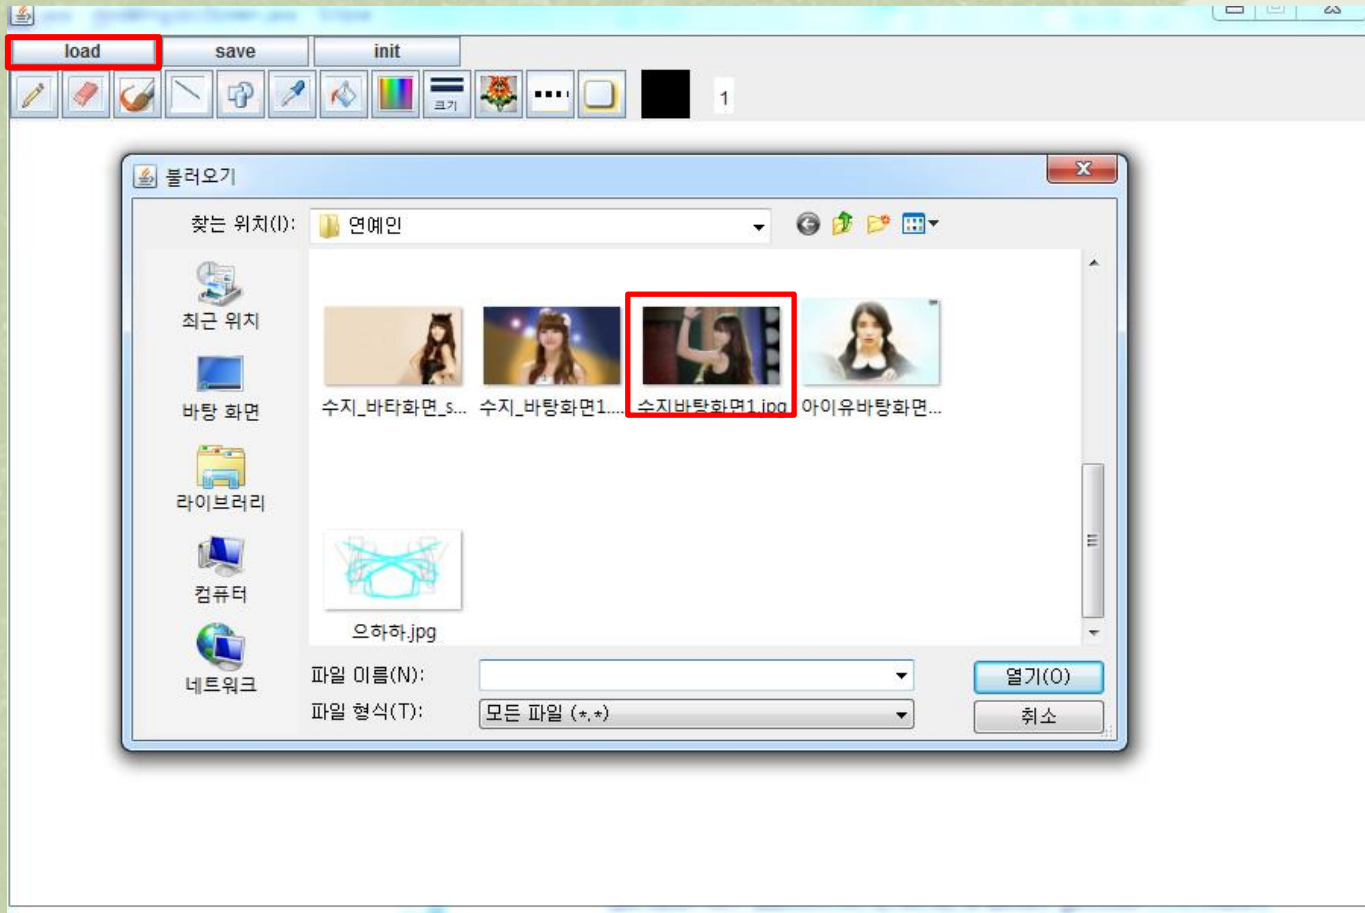 load save init
크기 1
불러오기
찾는 위치(I): 연예인
최근 위치
바탕 화면
라이브러리
컴퓨터
네트워크
수지_바타화면_s... 수지_바탕화면1.... 수지바탕화면1.jpg 아이유바탕화면...
으하하.jpg
파일 이름(N): 열기(O)
파일 형식(T): 모든 파일 (*.*) 취소